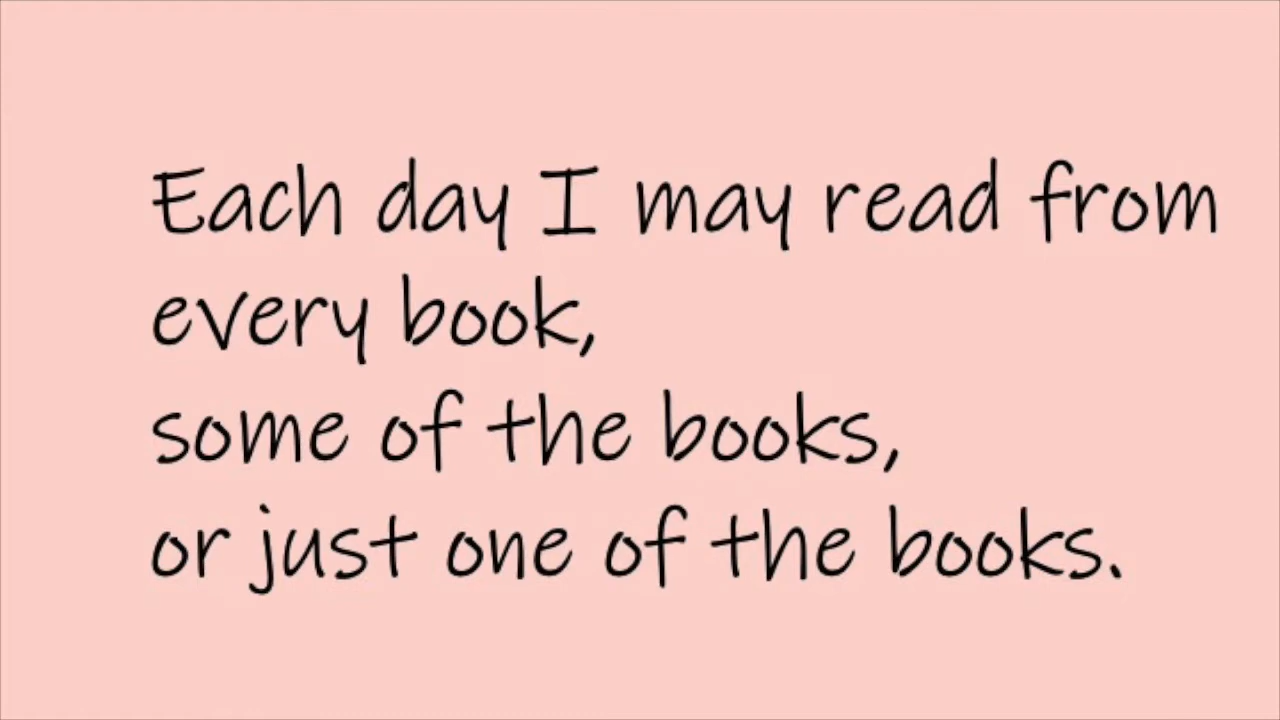 Each day I may read from
every book,
some of the books,
or just one of the books.